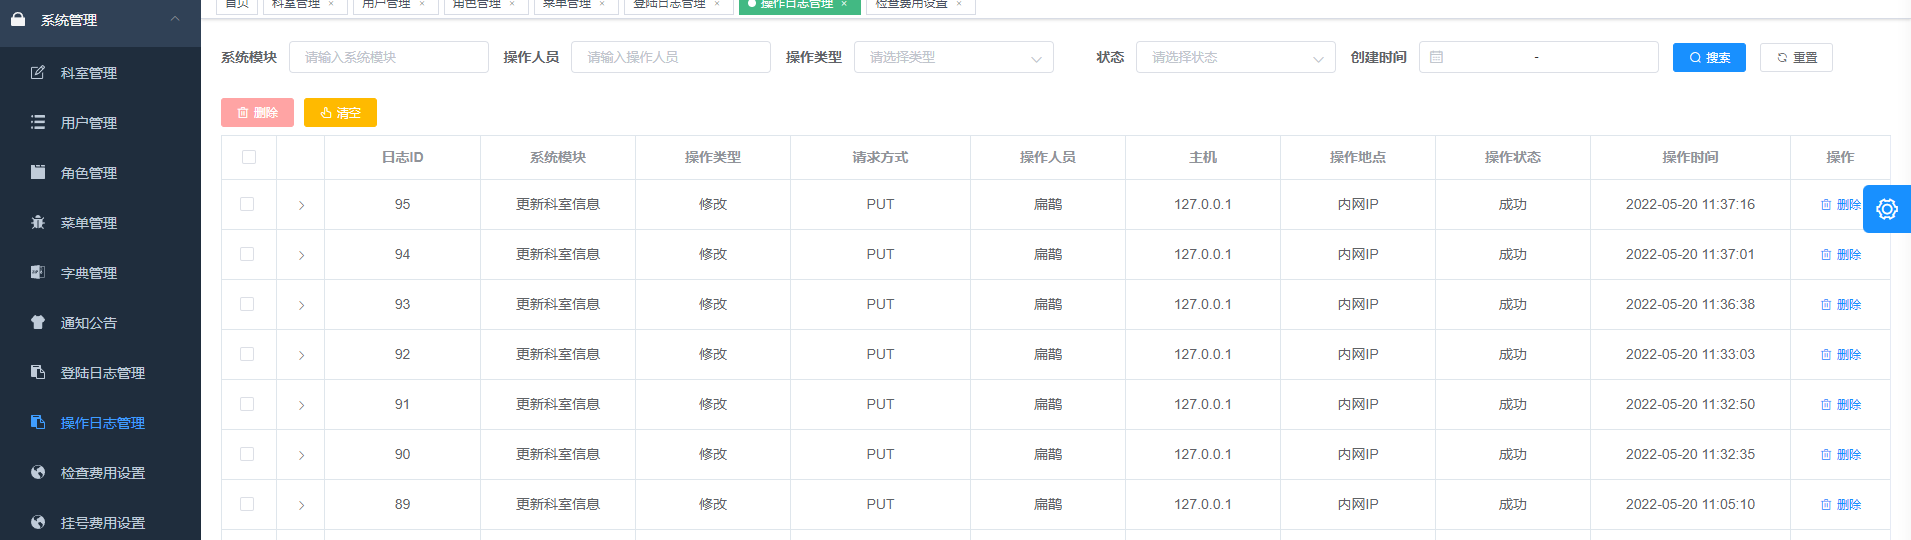 系统管理
科室管理
用户管理
角色管理
菜单管理
字典管理
通知公告
登陆日志管理
操作日志管理
检查费用设置
挂号费用设置
首页 科室管理 × 用户管理 × 角色管理 × 菜单管理 × 登陆日志管理 × 操作日志管理 × 检查费用设置 ×
系统模块 请输入系统模块 操作人员 请输入操作人员 操作类型 请选择类型 状态 请选择状态 创建时间 - 搜索 重置
删除 清空
日志ID 系统模块 操作类型 请求方式 操作人员 主机 操作地点 操作状态 操作时间 操作
95 更新科室信息 修改 PUT 扁鹊 127.0.0.1 内网IP 成功 2022-05-20 11:37:16 删除
94 更新科室信息 修改 PUT 扁鹊 127.0.0.1 内网IP 成功 2022-05-20 11:37:01 删除
93 更新科室信息 修改 PUT 扁鹊 127.0.0.1 内网IP 成功 2022-05-20 11:36:38 删除
92 更新科室信息 修改 PUT 扁鹊 127.0.0.1 内网IP 成功 2022-05-20 11:33:03 删除
91 更新科室信息 修改 PUT 扁鹊 127.0.0.1 内网IP 成功 2022-05-20 11:32:50 删除
90 更新科室信息 修改 PUT 扁鹊 127.0.0.1 内网IP 成功 2022-05-20 11:32:35 删除
89 更新科室信息 修改 PUT 扁鹊 127.0.0.1 内网IP 成功 2022-05-20 11:05:10 删除